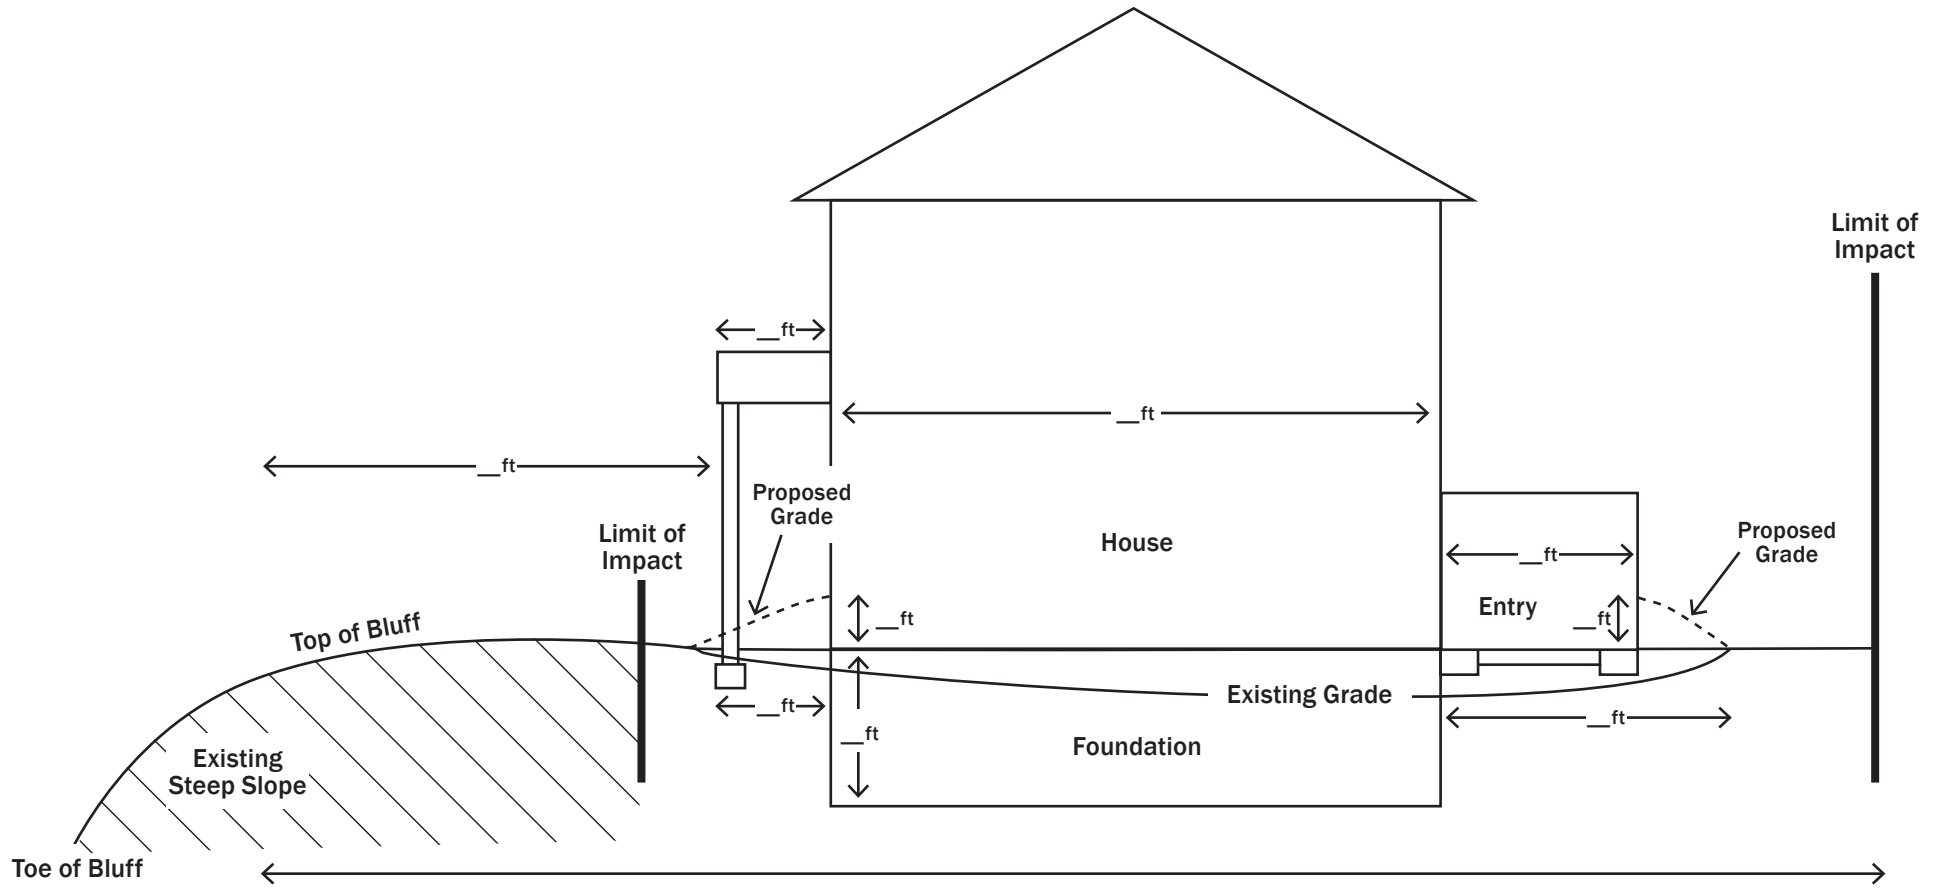 Limit of
Impact
__ft
__ft
__ft
Proposed
Grade
Limit of
Impact
House
__ft
Proposed
Grade
Entry
__ft
__ft
Top of Bluff
Existing Grade
__ft
__ft
__ft
Foundation
Existing
Steep Slope
Toe of Bluff